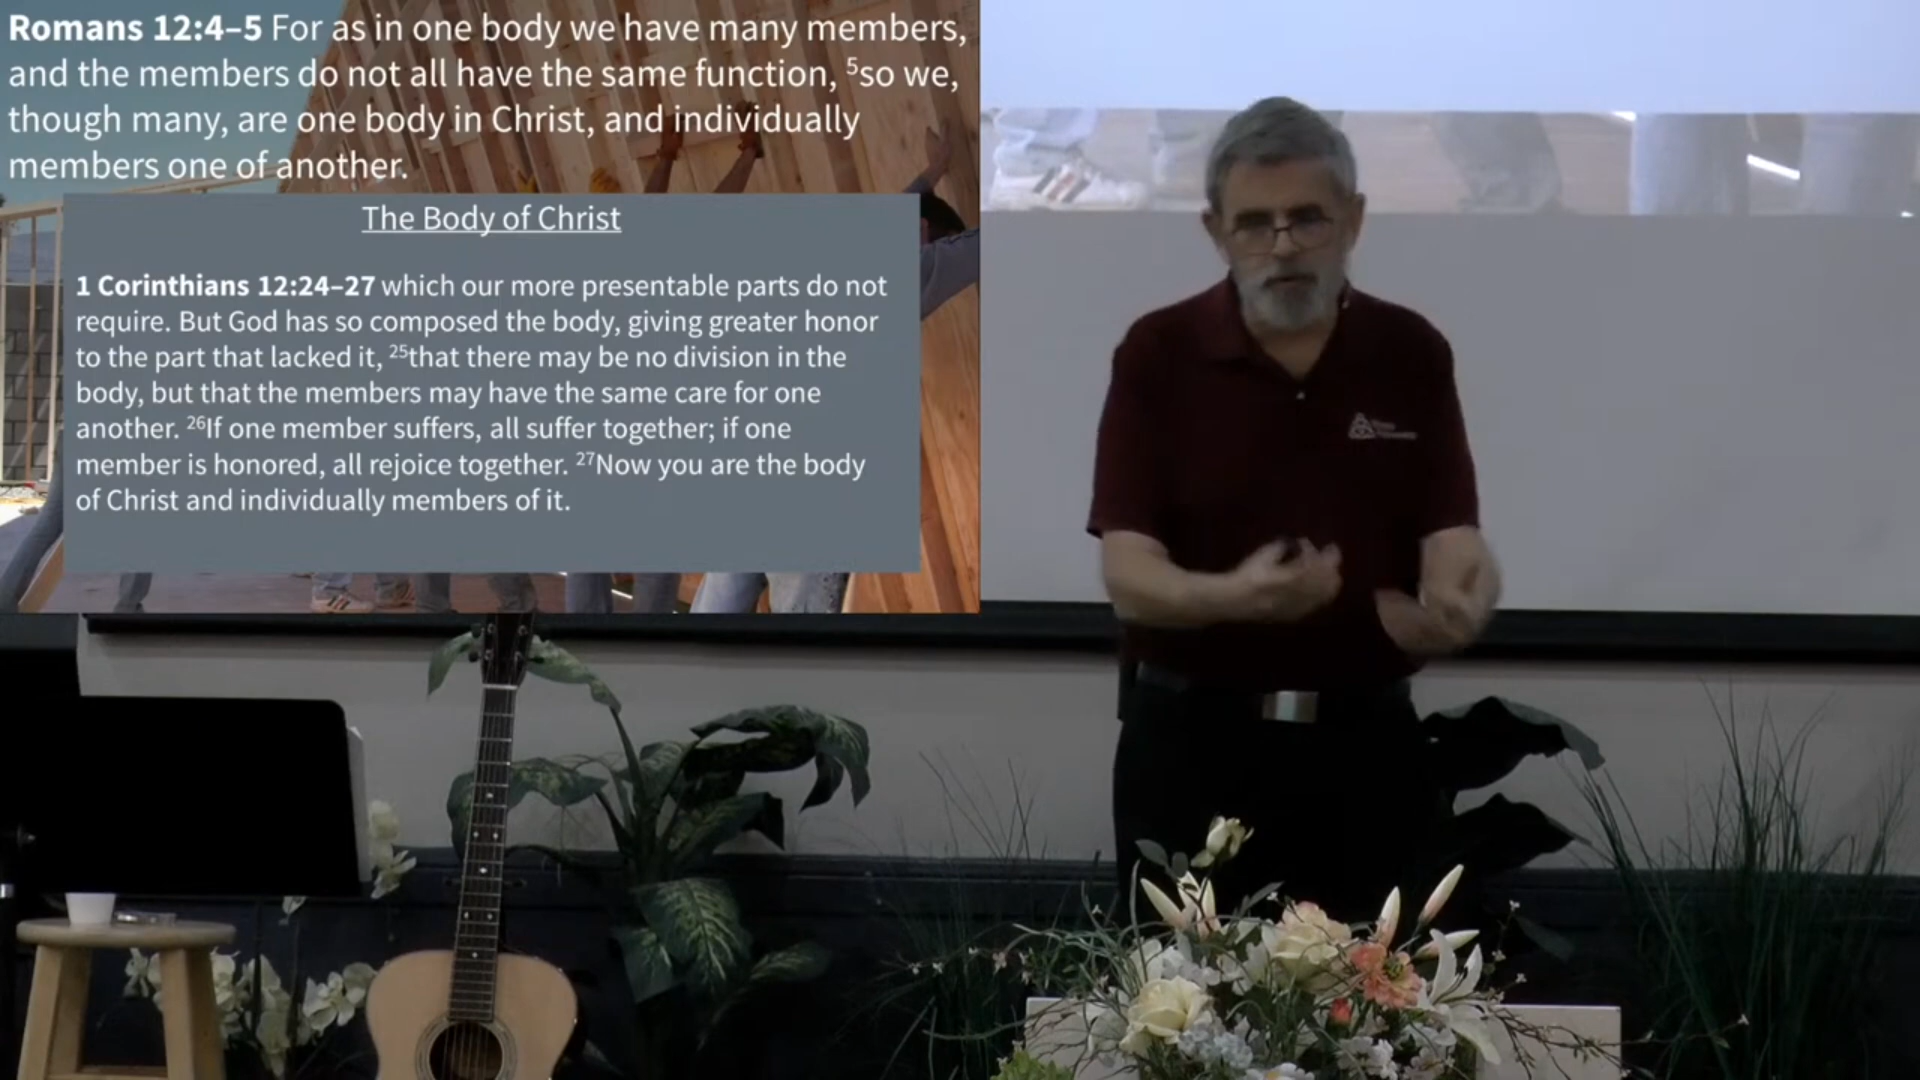 Romans 12:4–5 For as in one body we have many members,
and the members do not all have the same function, ⁵so we,
though many, are one body in Christ, and individually
members one of another.
The Body of Christ
1 Corinthians 12:24–27 which our more presentable parts do not
require. But God has so composed the body, giving greater honor
to the part that lacked it, ²⁵that there may be no division in the
body, but that the members may have the same care for one
another. ²⁶If one member suffers, all suffer together; if one
member is honored, all rejoice together. ²⁷Now you are the body
of Christ and individually members of it.